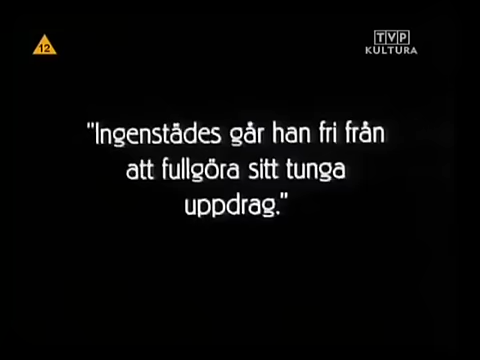 12
TVP
KULTURA
"Ingenstädes går han fri från
att fullgöra sitt tunga
uppdrag."